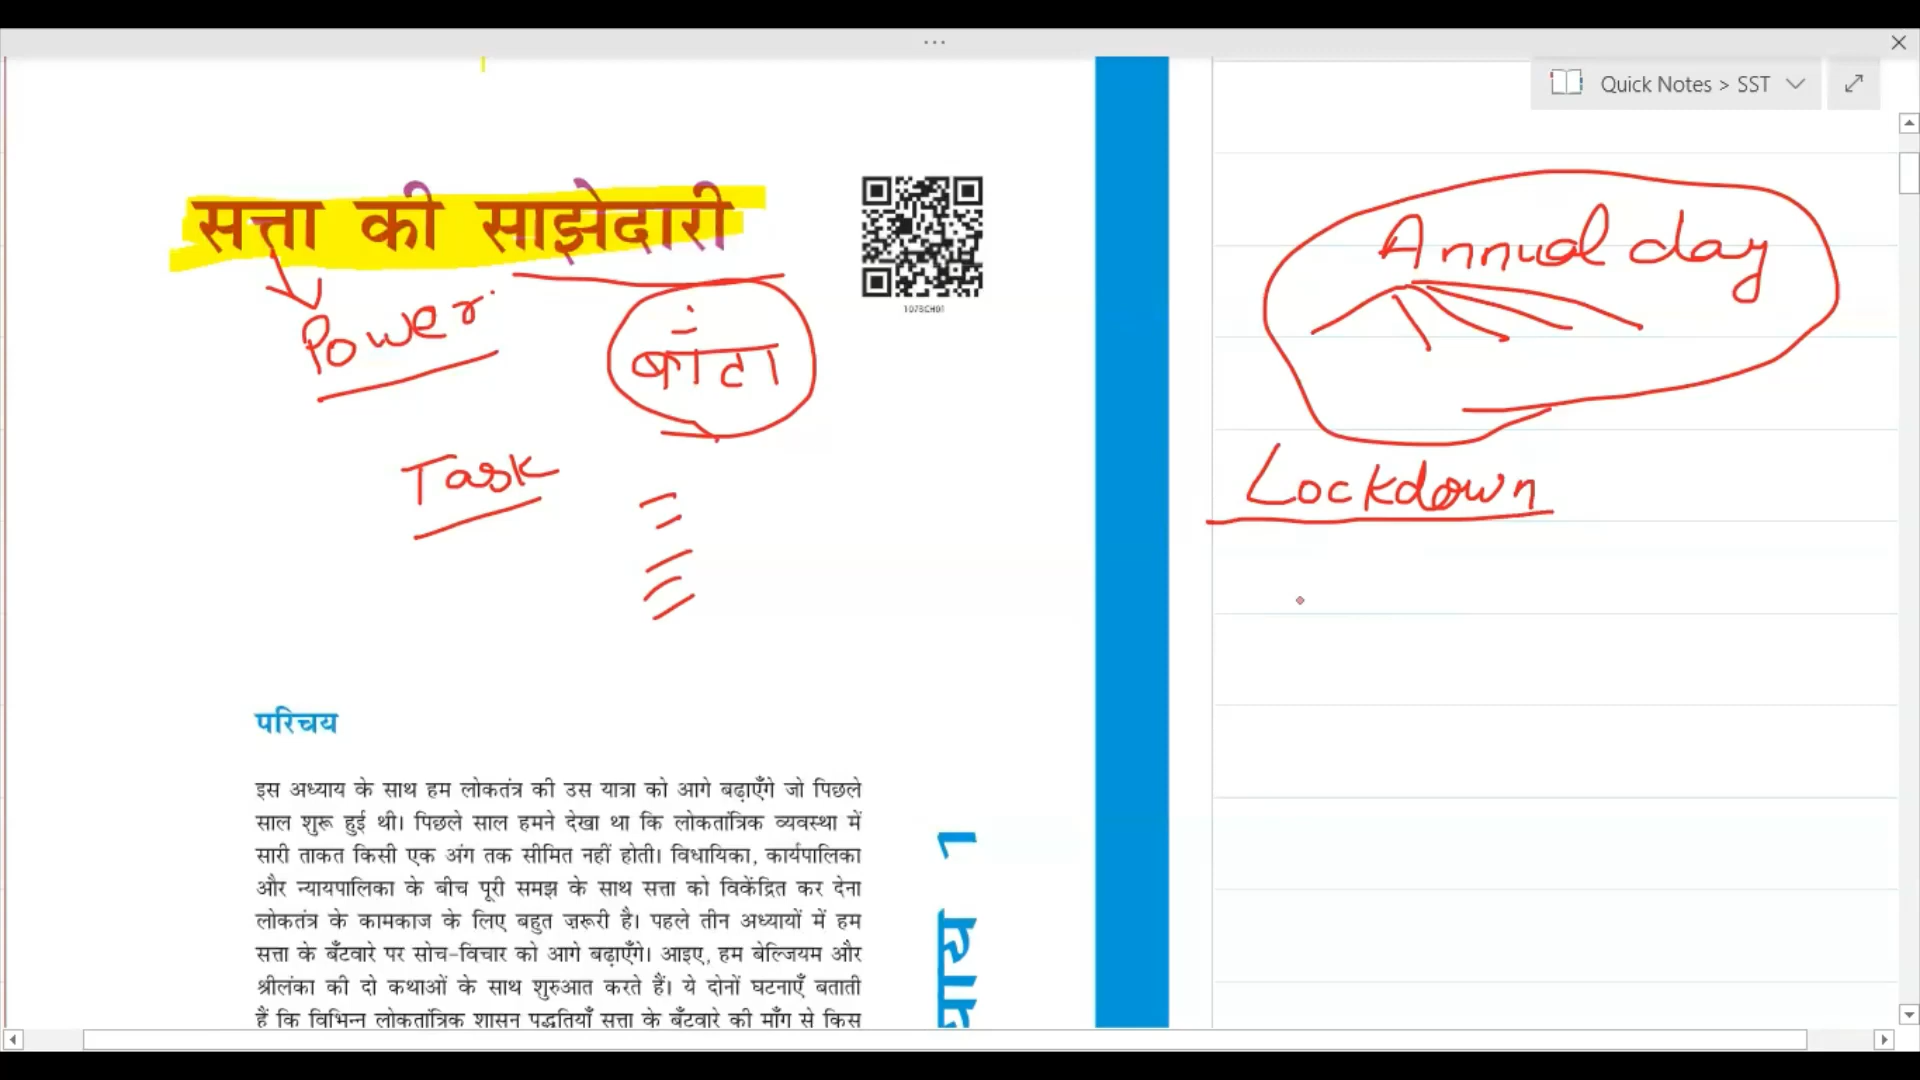 Quick Notes > SST
सत्ता की साझेदारी
1078CH01
Power
बांटा
Task
Annual day
Lockdown
परिचय
इस अध्याय के साथ हम लोकतंत्र की उस यात्रा को आगे बढ़ाएँगे जो पिछले
साल शुरू हुई थी। पिछले साल हमने देखा था कि लोकतांत्रिक व्यवस्था में
सारी ताकत किसी एक अंग तक सीमित नहीं होती। विधायिका, कार्यपालिका
और न्यायपालिका के बीच पूरी समझ के साथ सत्ता को विकेंद्रित कर देना
लोकतंत्र के कामकाज के लिए बहुत ज़रूरी है। पहले तीन अध्यायों में हम
सत्ता के बँटवारे पर सोच-विचार को आगे बढ़ाएँगे। आइए, हम बेल्जियम और
श्रीलंका की दो कथाओं के साथ शुरुआत करते हैं। ये दोनों घटनाएँ बताती
हैं कि विभिन्न लोकतांत्रिक शासन पद्धतियाँ सत्ता के बँटवारे की माँग से किस
1